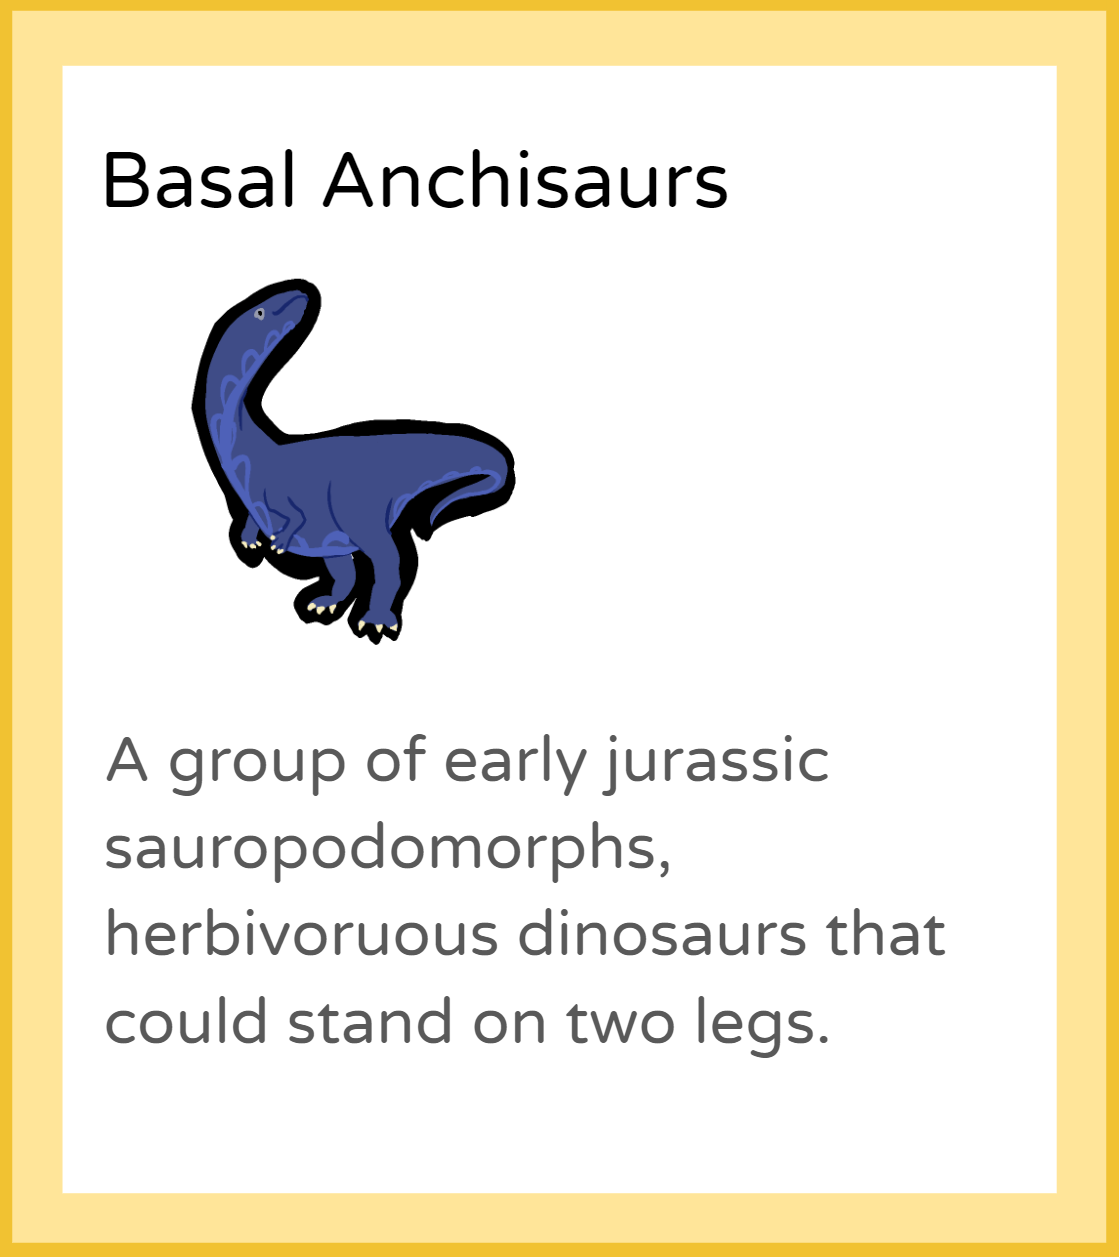 Basal Anchisaurs
A group of early jurassic
sauropodomorphs,
herbivoruous dinosaurs that
could stand on two legs.